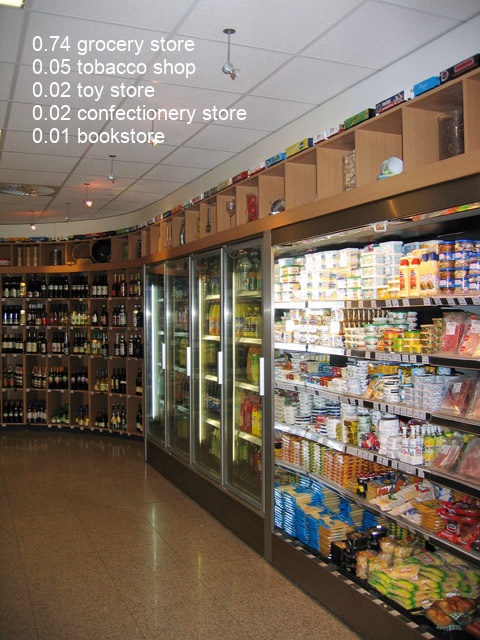 0.74 grocery store
0.05 tobacco shop
0.02 toy store
0.02 confectionery store
0.01 bookstore